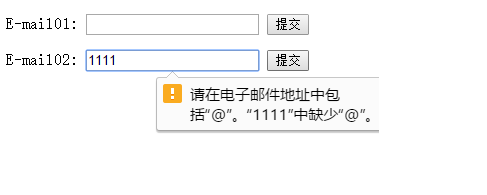 E-mail01: 提交
E-mail02: 1111 提交
请在电子邮件地址中包
括"@"。"1111"中缺少"@"。